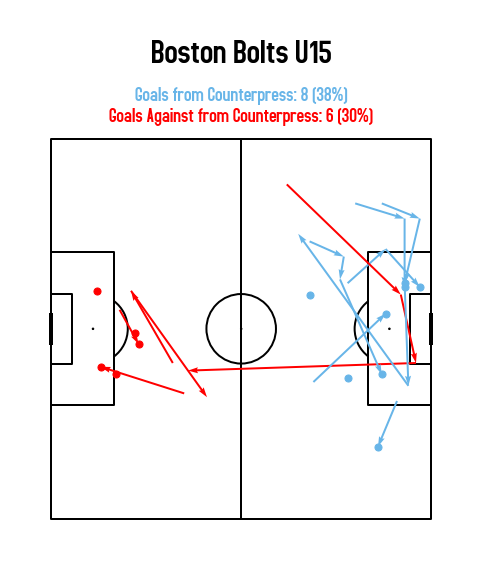 Boston Bolts U15
Goals from Counterpress: 8 (38%)
Goals Against from Counterpress: 6 (30%)